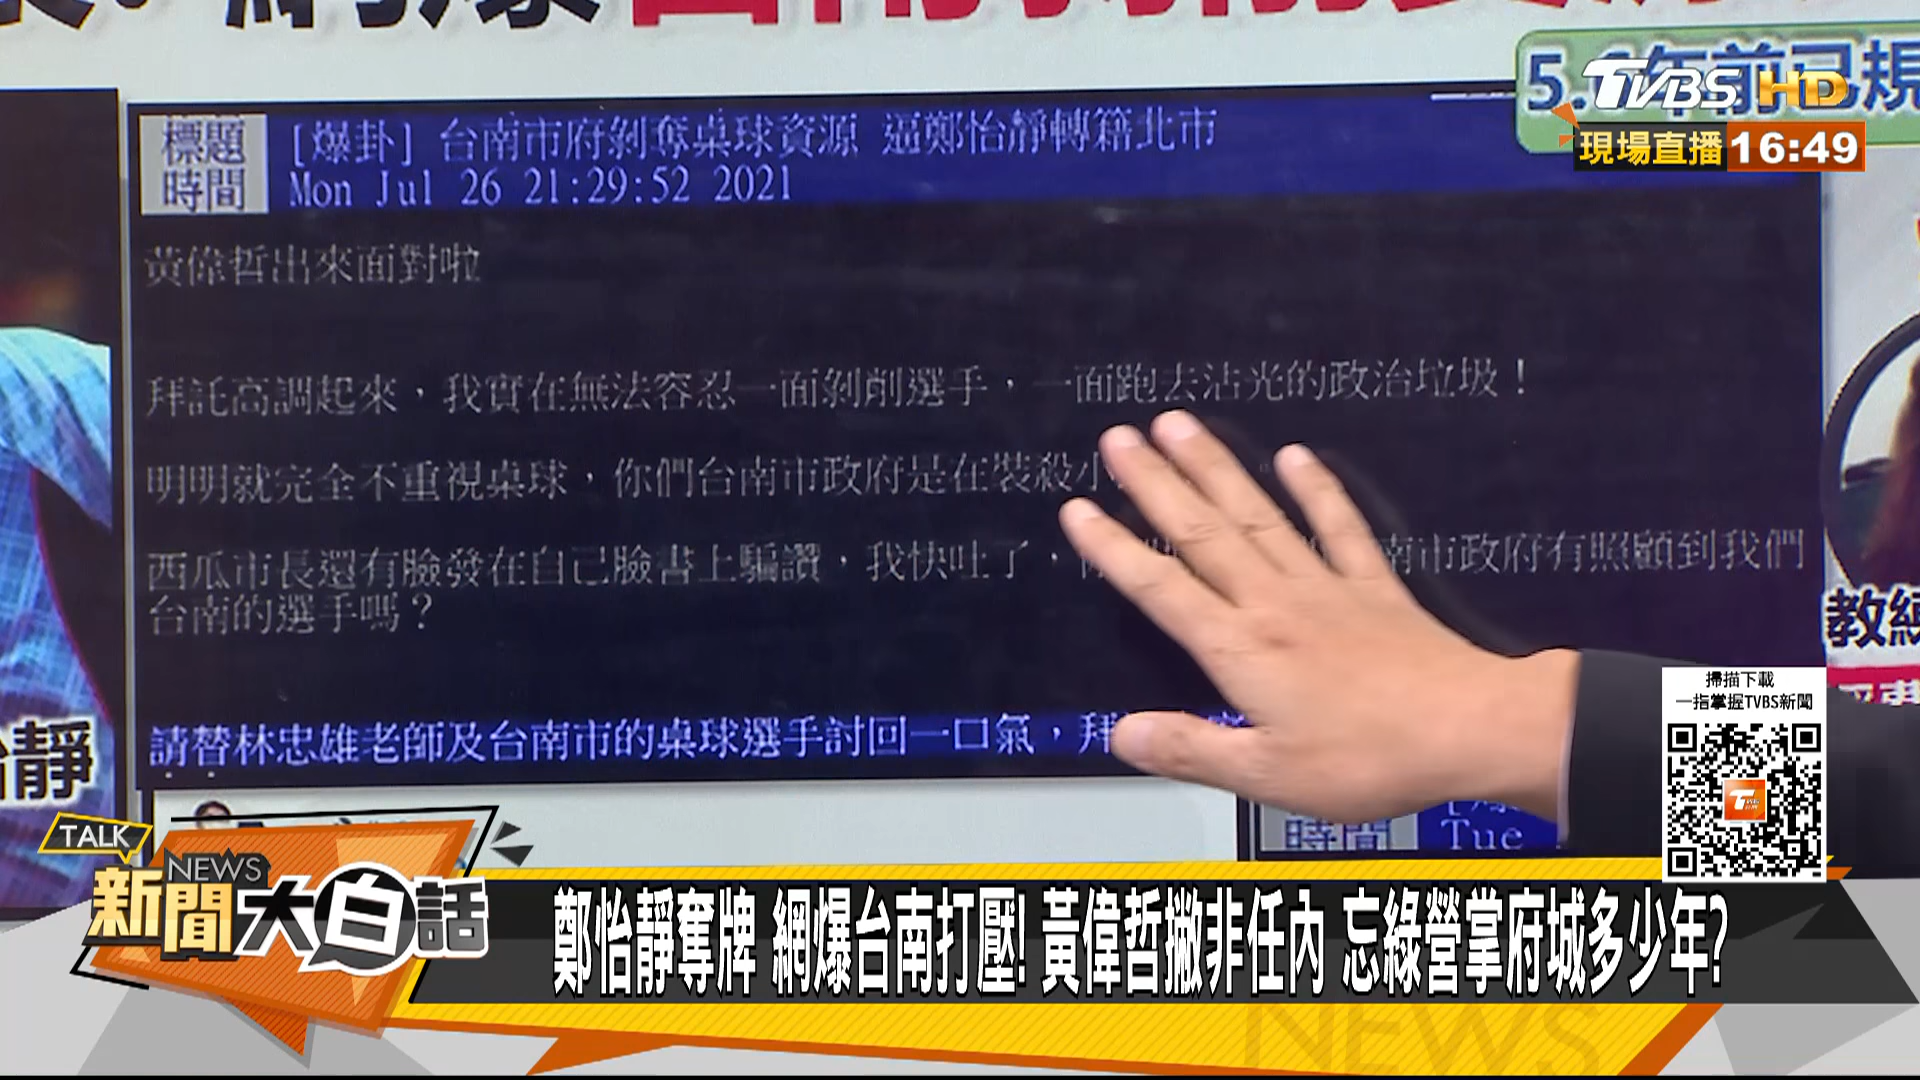 5.6年前已規
TVBS HD
現場直播 16:49
標題 [爆卦] 台南市府剝奪桌球資源 逼鄭怡靜轉籍北市
時間 Mon Jul 26 21:29:52 2021
黃偉哲出來面對啦
拜託高調起來，我實在無法容忍一面剝削選手，一面跑去沾光的政治垃圾！
明明就完全不重視桌球，你們台南市政府是在裝殺小
西瓜市長還有臉發在自己臉書上騙讚，我快吐了，
南市政府有照顧到我們
台南的選手嗎？
請替林忠雄老師及台南市的桌球選手討回一口氣，拜
怡靜
教練
時間 Tue
掃描下載
一指掌握TVBS新聞
TALK
NEWS
新聞大白話
鄭怡靜奪牌 網爆台南打壓! 黃偉哲撇非任內 忘綠營掌府城多少年?
NEWS